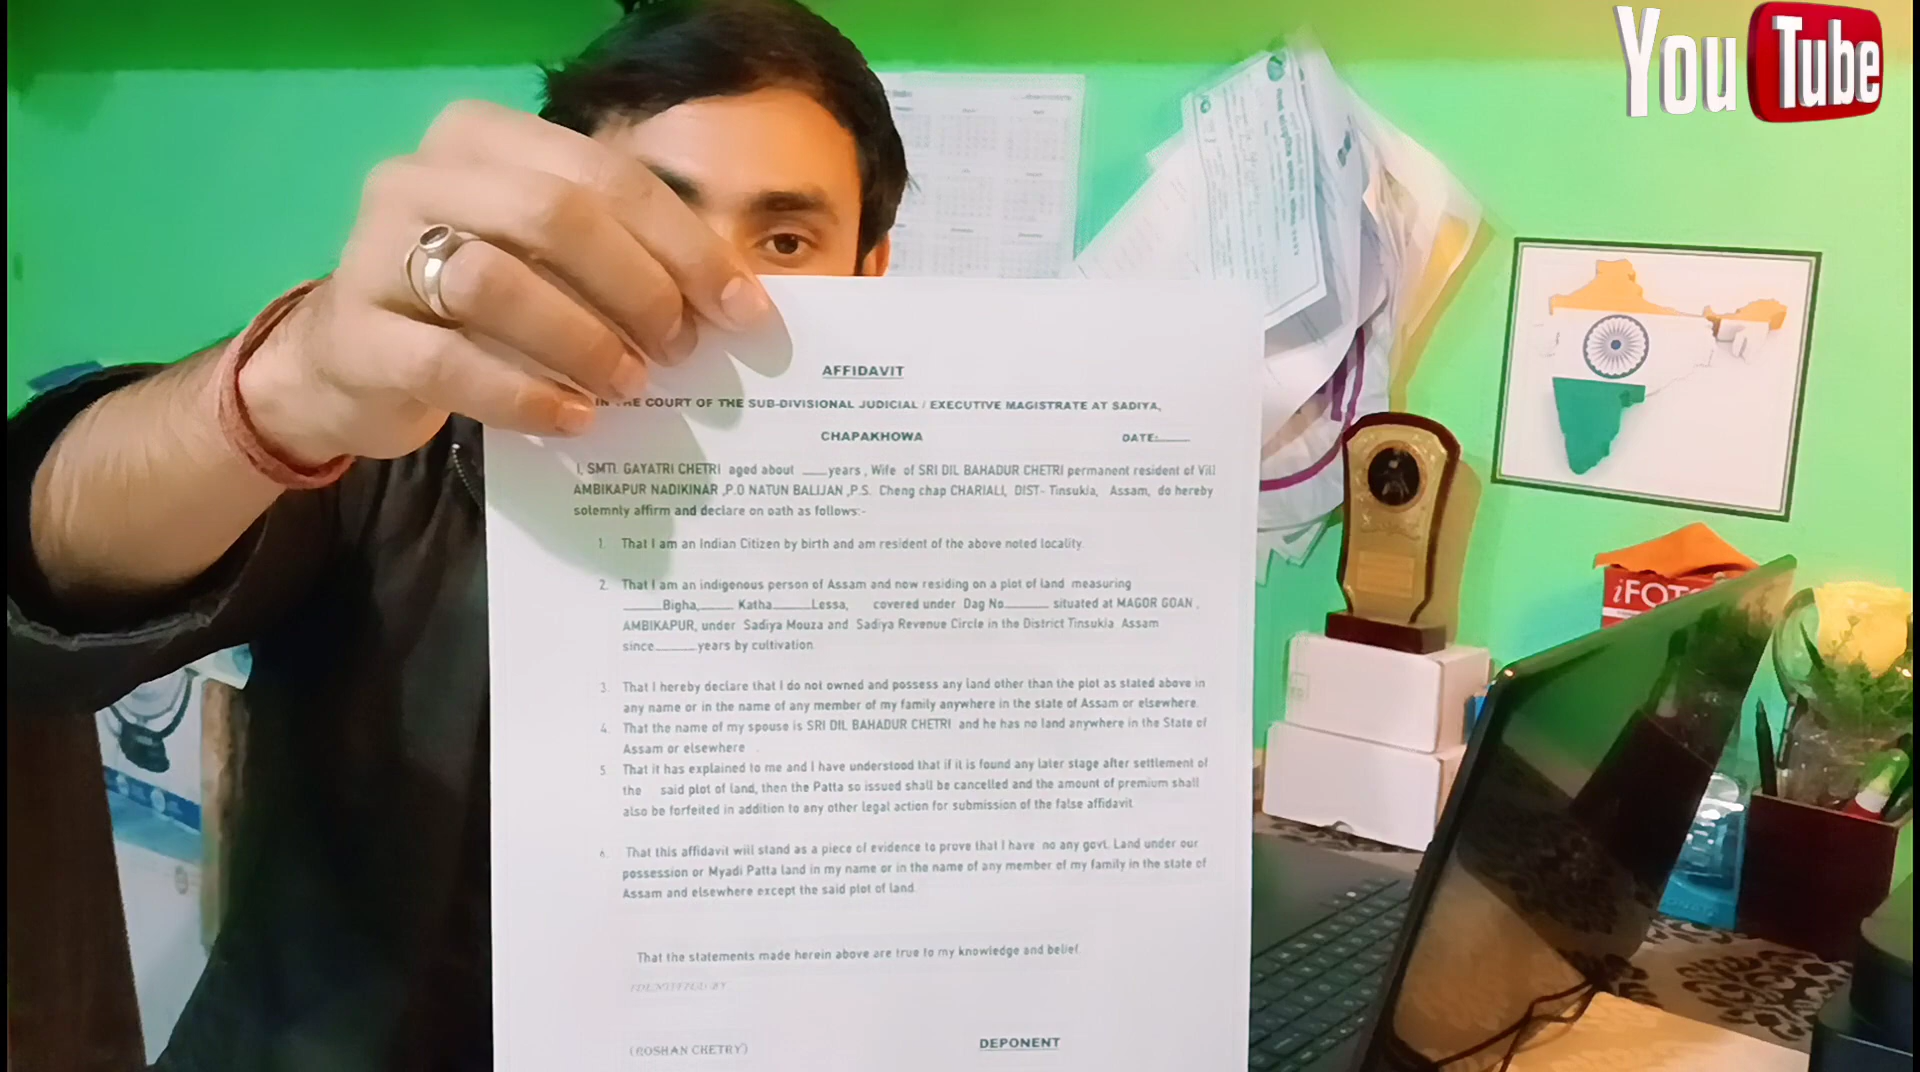 YouTube
AFFIDAVIT
IN THE COURT OF THE SUB-DIVISIONAL JUDICIAL / EXECUTIVE MAGISTRATE AT SADIYA,
CHAPAKHOWA DATE:_____
I, SMTI. GAYATRI CHETRI aged about ____years , Wife of SRI DIL BAHADUR CHETRI permanent resident of Vill
AMBIKAPUR NADIKINAR ,P.O NATUN BALIJAN ,P.S. Cheng chap CHARIALI, DIST- Tinsukia, Assam, do hereby
solemnly affirm and declare on oath as follows:-
1. That I am an Indian Citizen by birth and am resident of the above noted locality.
2. That I am an indigenous person of Assam and now residing on a plot of land measuring
______Bigha,_____ Katha______Lessa, covered under Dag No_______ situated at MAGOR GOAN ,
AMBIKAPUR, under Sadiya Mouza and Sadiya Revenue Circle in the District Tinsukia Assam
since______years by cultivation
3. That I hereby declare that I do not owned and possess any land other than the plot as stated above in
any name or in the name of any member of my family anywhere in the state of Assam or elsewhere.
4. That the name of my spouse is SRI DIL BAHADUR CHETRI and he has no land anywhere in the State of
Assam or elsewhere .
5. That it has explained to me and I have understood that if it is found any later stage after settlement of
the said plot of land, then the Patta so issued shall be cancelled and the amount of premium shall
also be forfeited in addition to any other legal action for submission of the false affidavit.
6. That this affidavit will stand as a piece of evidence to prove that I have no any govt. Land under our
possession or Myadi Patta land in my name or in the name of any member of my family in the state of
Assam and elsewhere except the said plot of land.
That the statements made herein above are true to my knowledge and belief.
IDENTIFIED BY
(ROSHAN CHETRY) DEPONENT